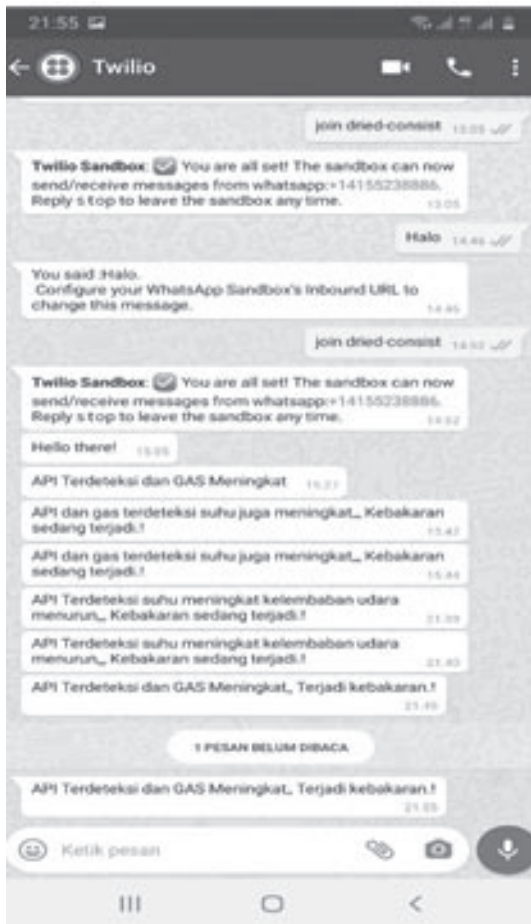 21:55
Twilio
join dried-consist 13:05
Twilio Sandbox: ✅ You are all set! The sandbox can now
send/receive messages from whatsapp:+14155238886.
Reply stop to leave the sandbox any time. 13:05
Halo 14:46
You said :Halo.
Configure your WhatsApp Sandbox's Inbound URL to
change this message. 14:46
join dried-consist 14:52
Twilio Sandbox: ✅ You are all set! The sandbox can now
send/receive messages from whatsapp:+14155238886.
Reply stop to leave the sandbox any time. 14:52
Hello there! 15:05
API Terdeteksi dan GAS Meningkat
API dan gas terdeteksi suhu juga meningkat,, Kebakaran
sedang terjadi.! 15:42
API dan gas terdeteksi suhu juga meningkat,, Kebakaran
sedang terjadi.! 15:44
API Terdeteksi suhu meningkat kelembaban udara
menurun,, Kebakaran sedang terjadi.! 21:39
API Terdeteksi suhu meningkat kelembaban udara
menurun,, Kebakaran sedang terjadi.! 21:40
API Terdeteksi dan GAS Meningkat,, Terjadi kebakaran.!
21:46
1 PESAN BELUM DIBACA
API Terdeteksi dan GAS Meningkat,, Terjadi kebakaran.!
21:55
Ketik pesan